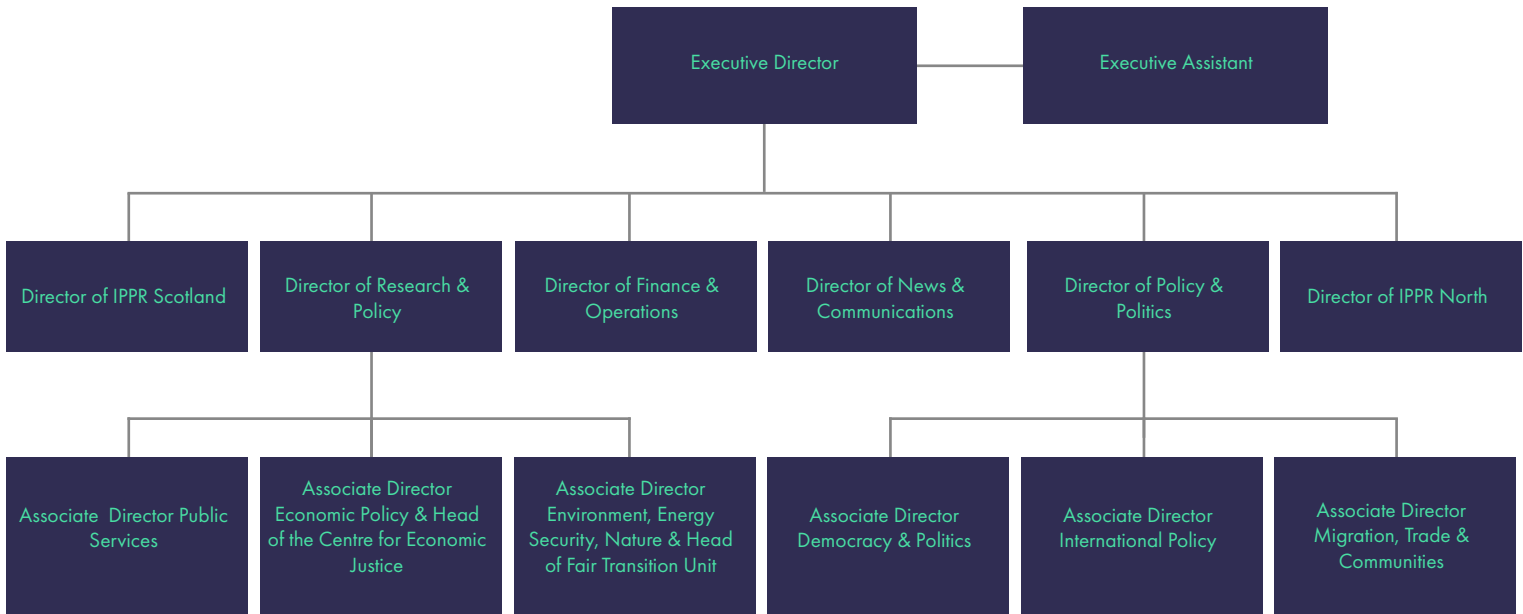 Executive Director
Executive Assistant
Director of IPPR Scotland
Director of Research &
Policy
Director of Finance &
Operations
Director of News &
Communications
Director of Policy &
Politics
Director of IPPR North
Associate  Director Public
Services
Associate Director
Economic Policy & Head
of the Centre for Economic
Justice
Associate Director
Environment, Energy
Security, Nature & Head
of Fair Transition Unit
Associate Director
Democracy & Politics
Associate Director
International Policy
Associate Director
Migration, Trade &
Communities